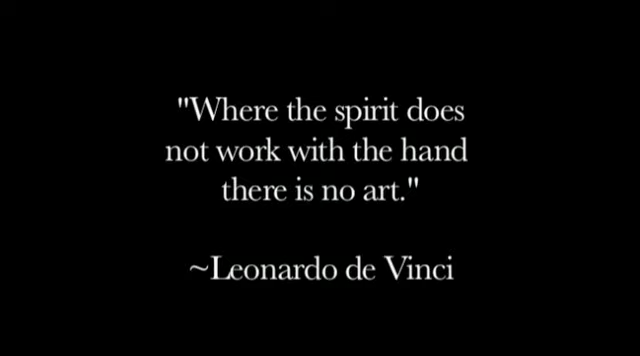 "Where the spirit does
not work with the hand
there is no art."
~Leonardo de Vinci